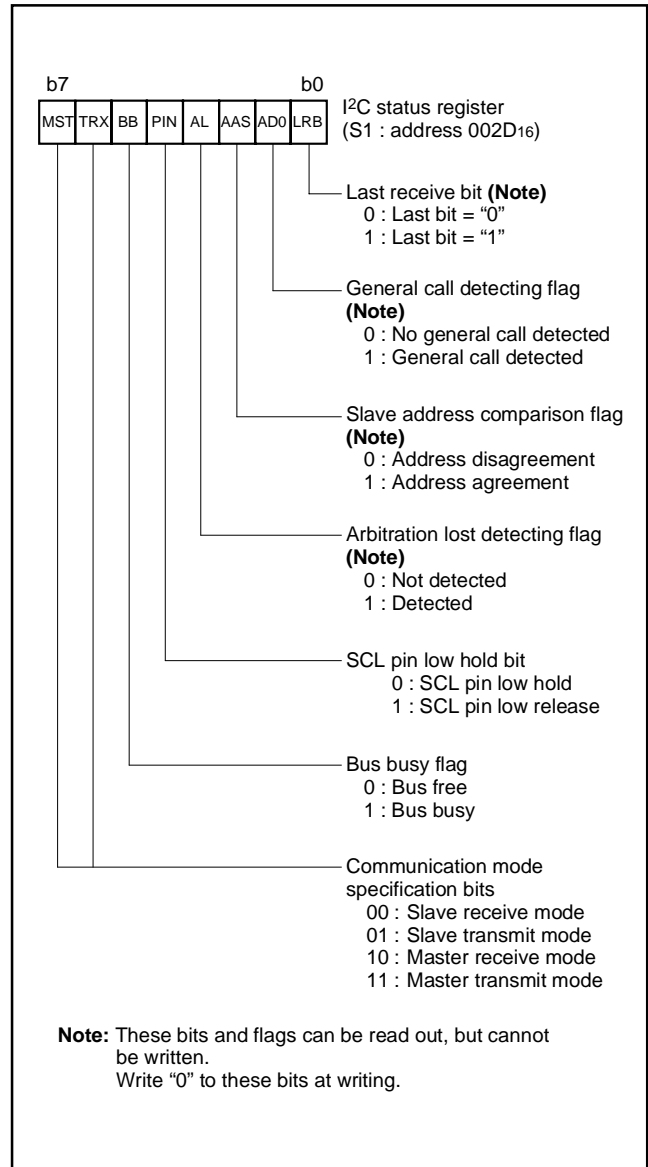 b7 b0
MST TRX BB PIN AL AAS AD0 LRB
I2C status register
(S1 : address 002D16)
Last receive bit (Note)
0 : Last bit = “0”
1 : Last bit = “1”
General call detecting flag
(Note)
0 : No general call detected
1 : General call detected
Slave address comparison flag
(Note)
0 : Address disagreement
1 : Address agreement
Arbitration lost detecting flag
(Note)
0 : Not detected
1 : Detected
SCL pin low hold bit
0 : SCL pin low hold
1 : SCL pin low release
Bus busy flag
0 : Bus free
1 : Bus busy
Communication mode
specification bits
00 : Slave receive mode
01 : Slave transmit mode
10 : Master receive mode
11 : Master transmit mode
Note: These bits and flags can be read out, but cannot
be written.
Write “0” to these bits at writing.